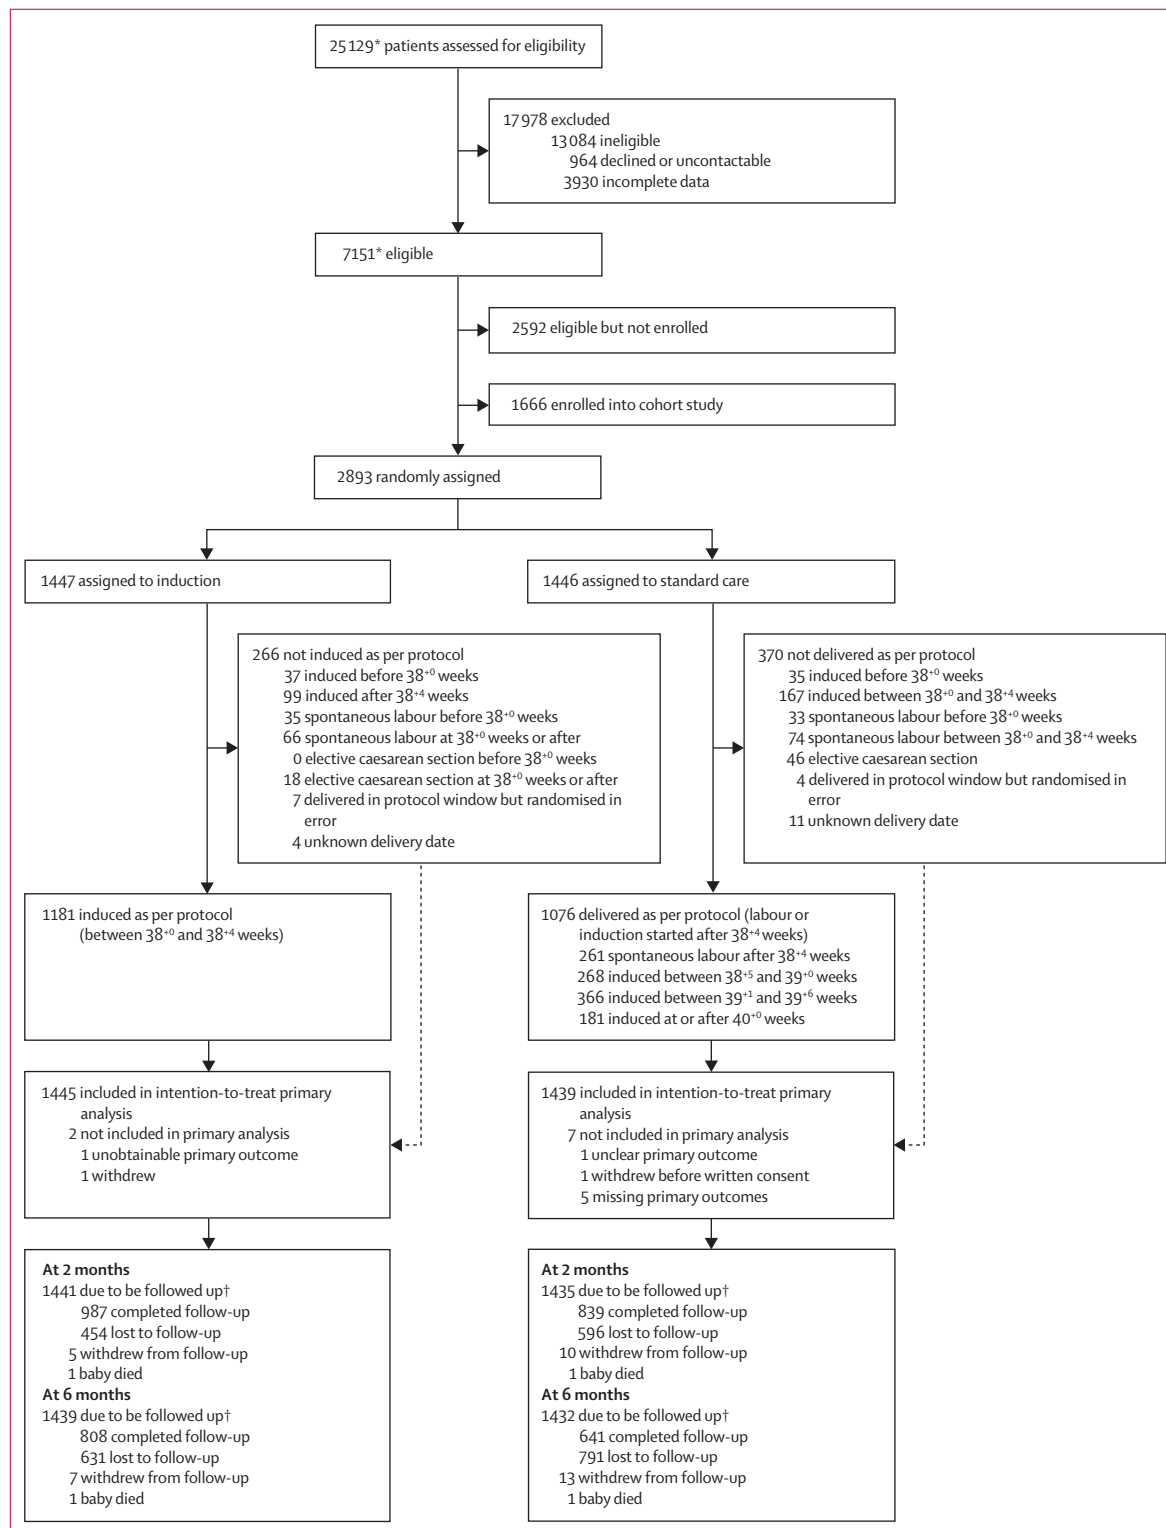 25129* patients assessed for eligibility
17978 excluded
13084 ineligible
964 declined or uncontactable
3930 incomplete data
7151* eligible
2592 eligible but not enrolled
1666 enrolled into cohort study
2893 randomly assigned
1447 assigned to induction
1446 assigned to standard care
266 not induced as per protocol
37 induced before 38⁺⁰ weeks
99 induced after 38⁺⁴ weeks
35 spontaneous labour before 38⁺⁰ weeks
66 spontaneous labour at 38⁺⁰ weeks or after
0 elective caesarean section before 38⁺⁰ weeks
18 elective caesarean section at 38⁺⁰ weeks or after
7 delivered in protocol window but randomised in
error
4 unknown delivery date
370 not delivered as per protocol
35 induced before 38⁺⁰ weeks
167 induced between 38⁺⁰ and 38⁺⁴ weeks
33 spontaneous labour before 38⁺⁰ weeks
74 spontaneous labour between 38⁺⁰ and 38⁺⁴ weeks
46 elective caesarean section
4 delivered in protocol window but randomised in
error
11 unknown delivery date
1181 induced as per protocol
(between 38⁺⁰ and 38⁺⁴ weeks)
1076 delivered as per protocol (labour or
induction started after 38⁺⁴ weeks)
261 spontaneous labour after 38⁺⁴ weeks
268 induced between 38⁺⁵ and 39⁺⁰ weeks
366 induced between 39⁺¹ and 39⁺⁶ weeks
181 induced at or after 40⁺⁰ weeks
1445 included in intention-to-treat primary
analysis
2 not included in primary analysis
1 unobtainable primary outcome
1 withdrew
1439 included in intention-to-treat primary
analysis
7 not included in primary analysis
1 unclear primary outcome
1 withdrew before written consent
5 missing primary outcomes
At 2 months
1441 due to be followed up†
987 completed follow-up
454 lost to follow-up
5 withdrew from follow-up
1 baby died
At 6 months
1439 due to be followed up†
808 completed follow-up
631 lost to follow-up
7 withdrew from follow-up
1 baby died
At 2 months
1435 due to be followed up†
839 completed follow-up
596 lost to follow-up
10 withdrew from follow-up
1 baby died
At 6 months
1432 due to be followed up†
641 completed follow-up
791 lost to follow-up
13 withdrew from follow-up
1 baby died